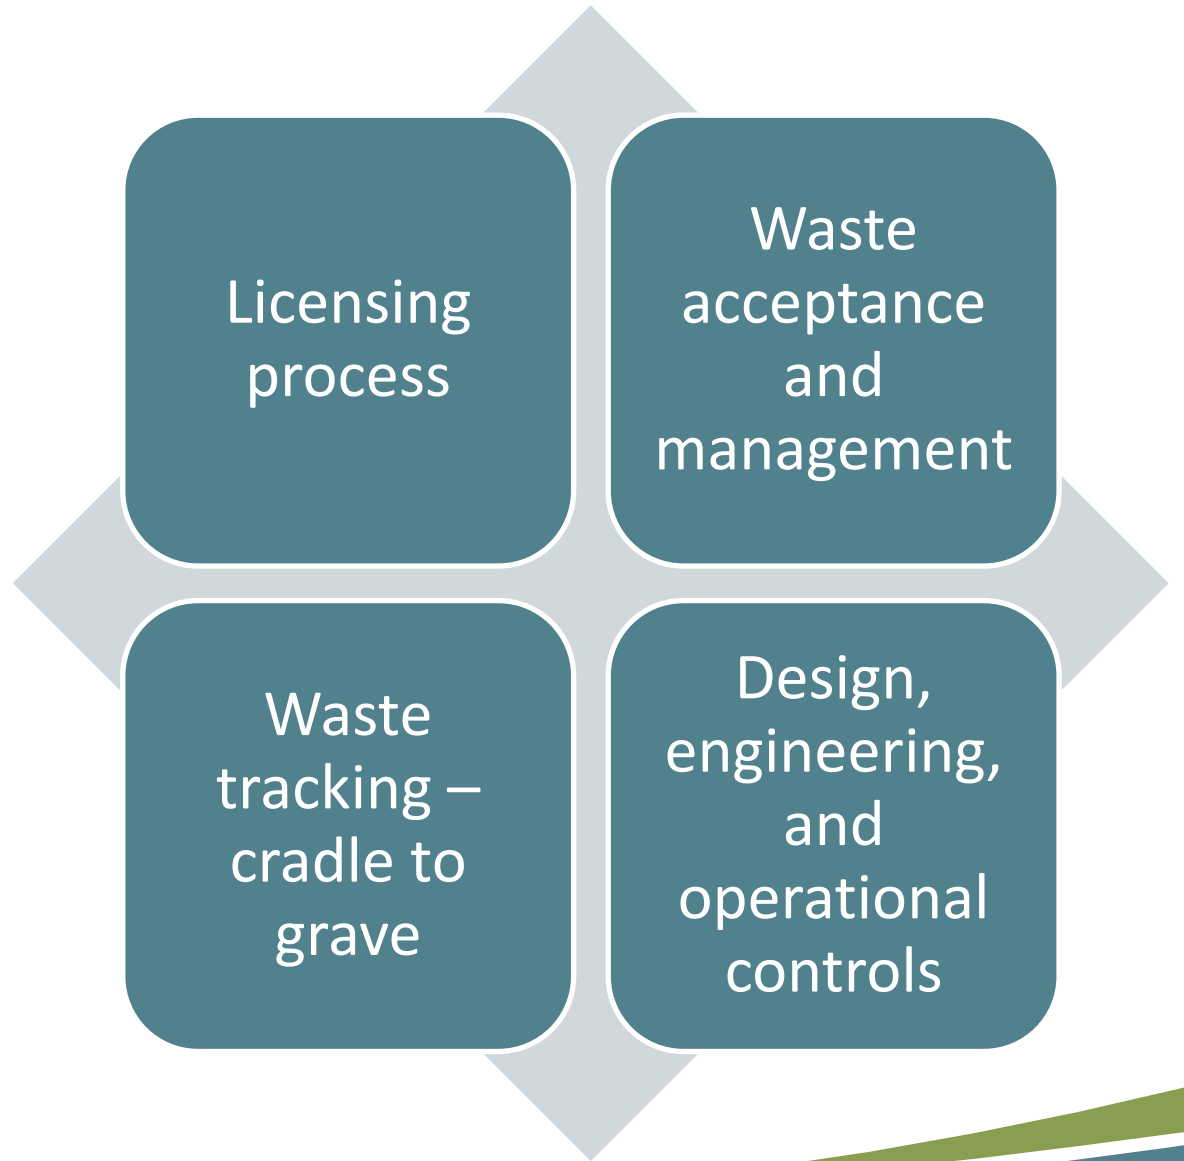 Licensing
process
Waste
acceptance
and
management
Waste
tracking –
cradle to
grave
Design,
engineering,
and
operational
controls